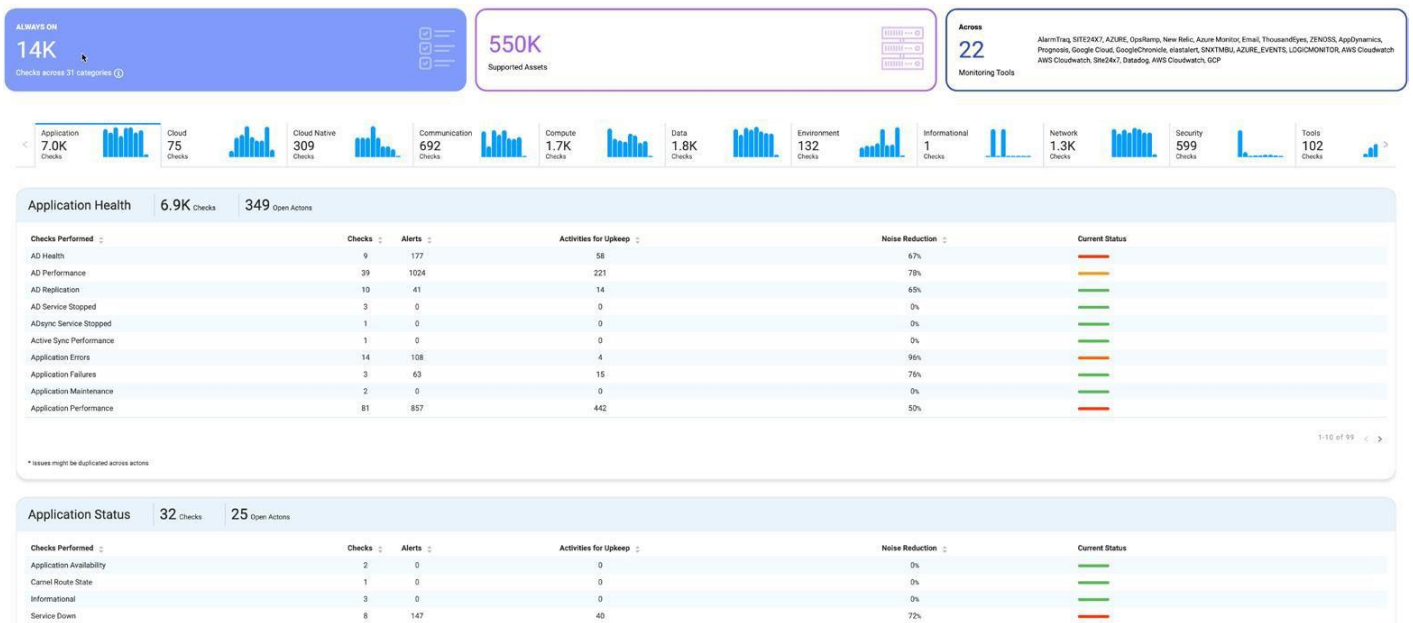 ALWAYS ON
14K
Checks across 31 categories
550K
Supported Assets
Across
22
Monitoring Tools
AlarmTraq, SITE24X7, AZURE, OpsRamp, New Relic, Azure Monitor, Email, ThousandEyes, ZENOSS, AppDynamics,
Prognosis, Google Cloud, GoogleChronicle, elastalert, SNXTMBU, AZURE_EVENTS, LOGICMONITOR, AWS Cloudwatch
AWS Cloudwatch, Site24x7, Datadog, AWS Cloudwatch, GCP
Application
7.0K
Checks
Cloud
75
Checks
Cloud Native
309
Checks
Communication
692
Checks
Compute
1.7K
Checks
Data
1.8K
Checks
Environment
132
Checks
Informational
1
Checks
Network
1.3K
Checks
Security
599
Checks
Tools
102
Checks
Application Health 6.9K Checks 349 Open Actons
Checks Performed Checks Alerts Activities for Upkeep Noise Reduction Current Status
AD Health 9 177 58 67%
AD Performance 39 1024 221 78%
AD Replication 10 41 14 65%
AD Service Stopped 3 0 0 0%
ADsync Service Stopped 1 0 0 0%
Active Sync Performance 1 0 0 0%
Application Errors 14 108 4 96%
Application Failures 3 63 15 76%
Application Maintenance 2 0 0 0%
Application Performance 81 857 442 50%
1-10 of 99
* Issues might be duplicated across actons
Application Status 32 Checks 25 Open Actons
Checks Performed Checks Alerts Activities for Upkeep Noise Reduction Current Status
Application Availability 2 0 0 0%
Camel Route State 1 0 0 0%
Informational 3 0 0 0%
Service Down 8 147 40 72%